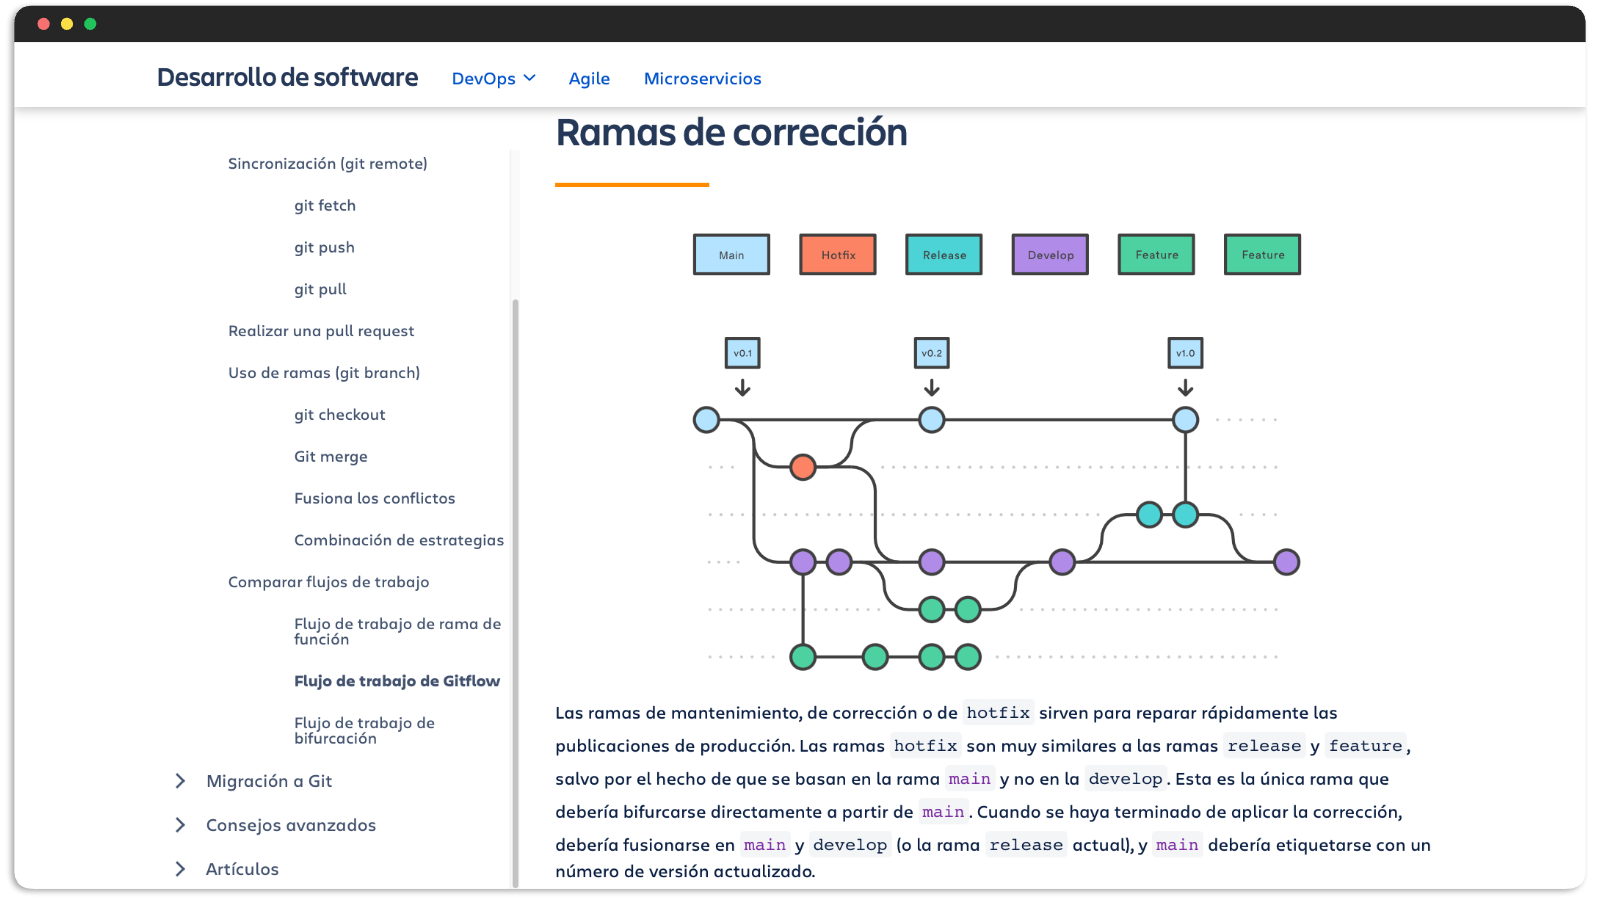 Desarrollo de software
DevOps
Agile
Microservicios
Sincronización (git remote)
git fetch
git push
git pull
Realizar una pull request
Uso de ramas (git branch)
git checkout
Git merge
Fusiona los conflictos
Combinación de estrategias
Comparar flujos de trabajo
Flujo de trabajo de rama de
función
Flujo de trabajo de Gitflow
Flujo de trabajo de
bifurcación
Migración a Git
Consejos avanzados
Artículos
Ramas de corrección
Main
Hotfix
Release
Develop
Feature
Feature
v0.1
v0.2
v1.0
Las ramas de mantenimiento, de corrección o de hotfix sirven para reparar rápidamente las
publicaciones de producción. Las ramas hotfix son muy similares a las ramas release y feature,
salvo por el hecho de que se basan en la rama main y no en la develop. Esta es la única rama que
debería bifurcarse directamente a partir de main. Cuando se haya terminado de aplicar la corrección,
debería fusionarse en main y develop (o la rama release actual), y main debería etiquetarse con un
número de versión actualizado.